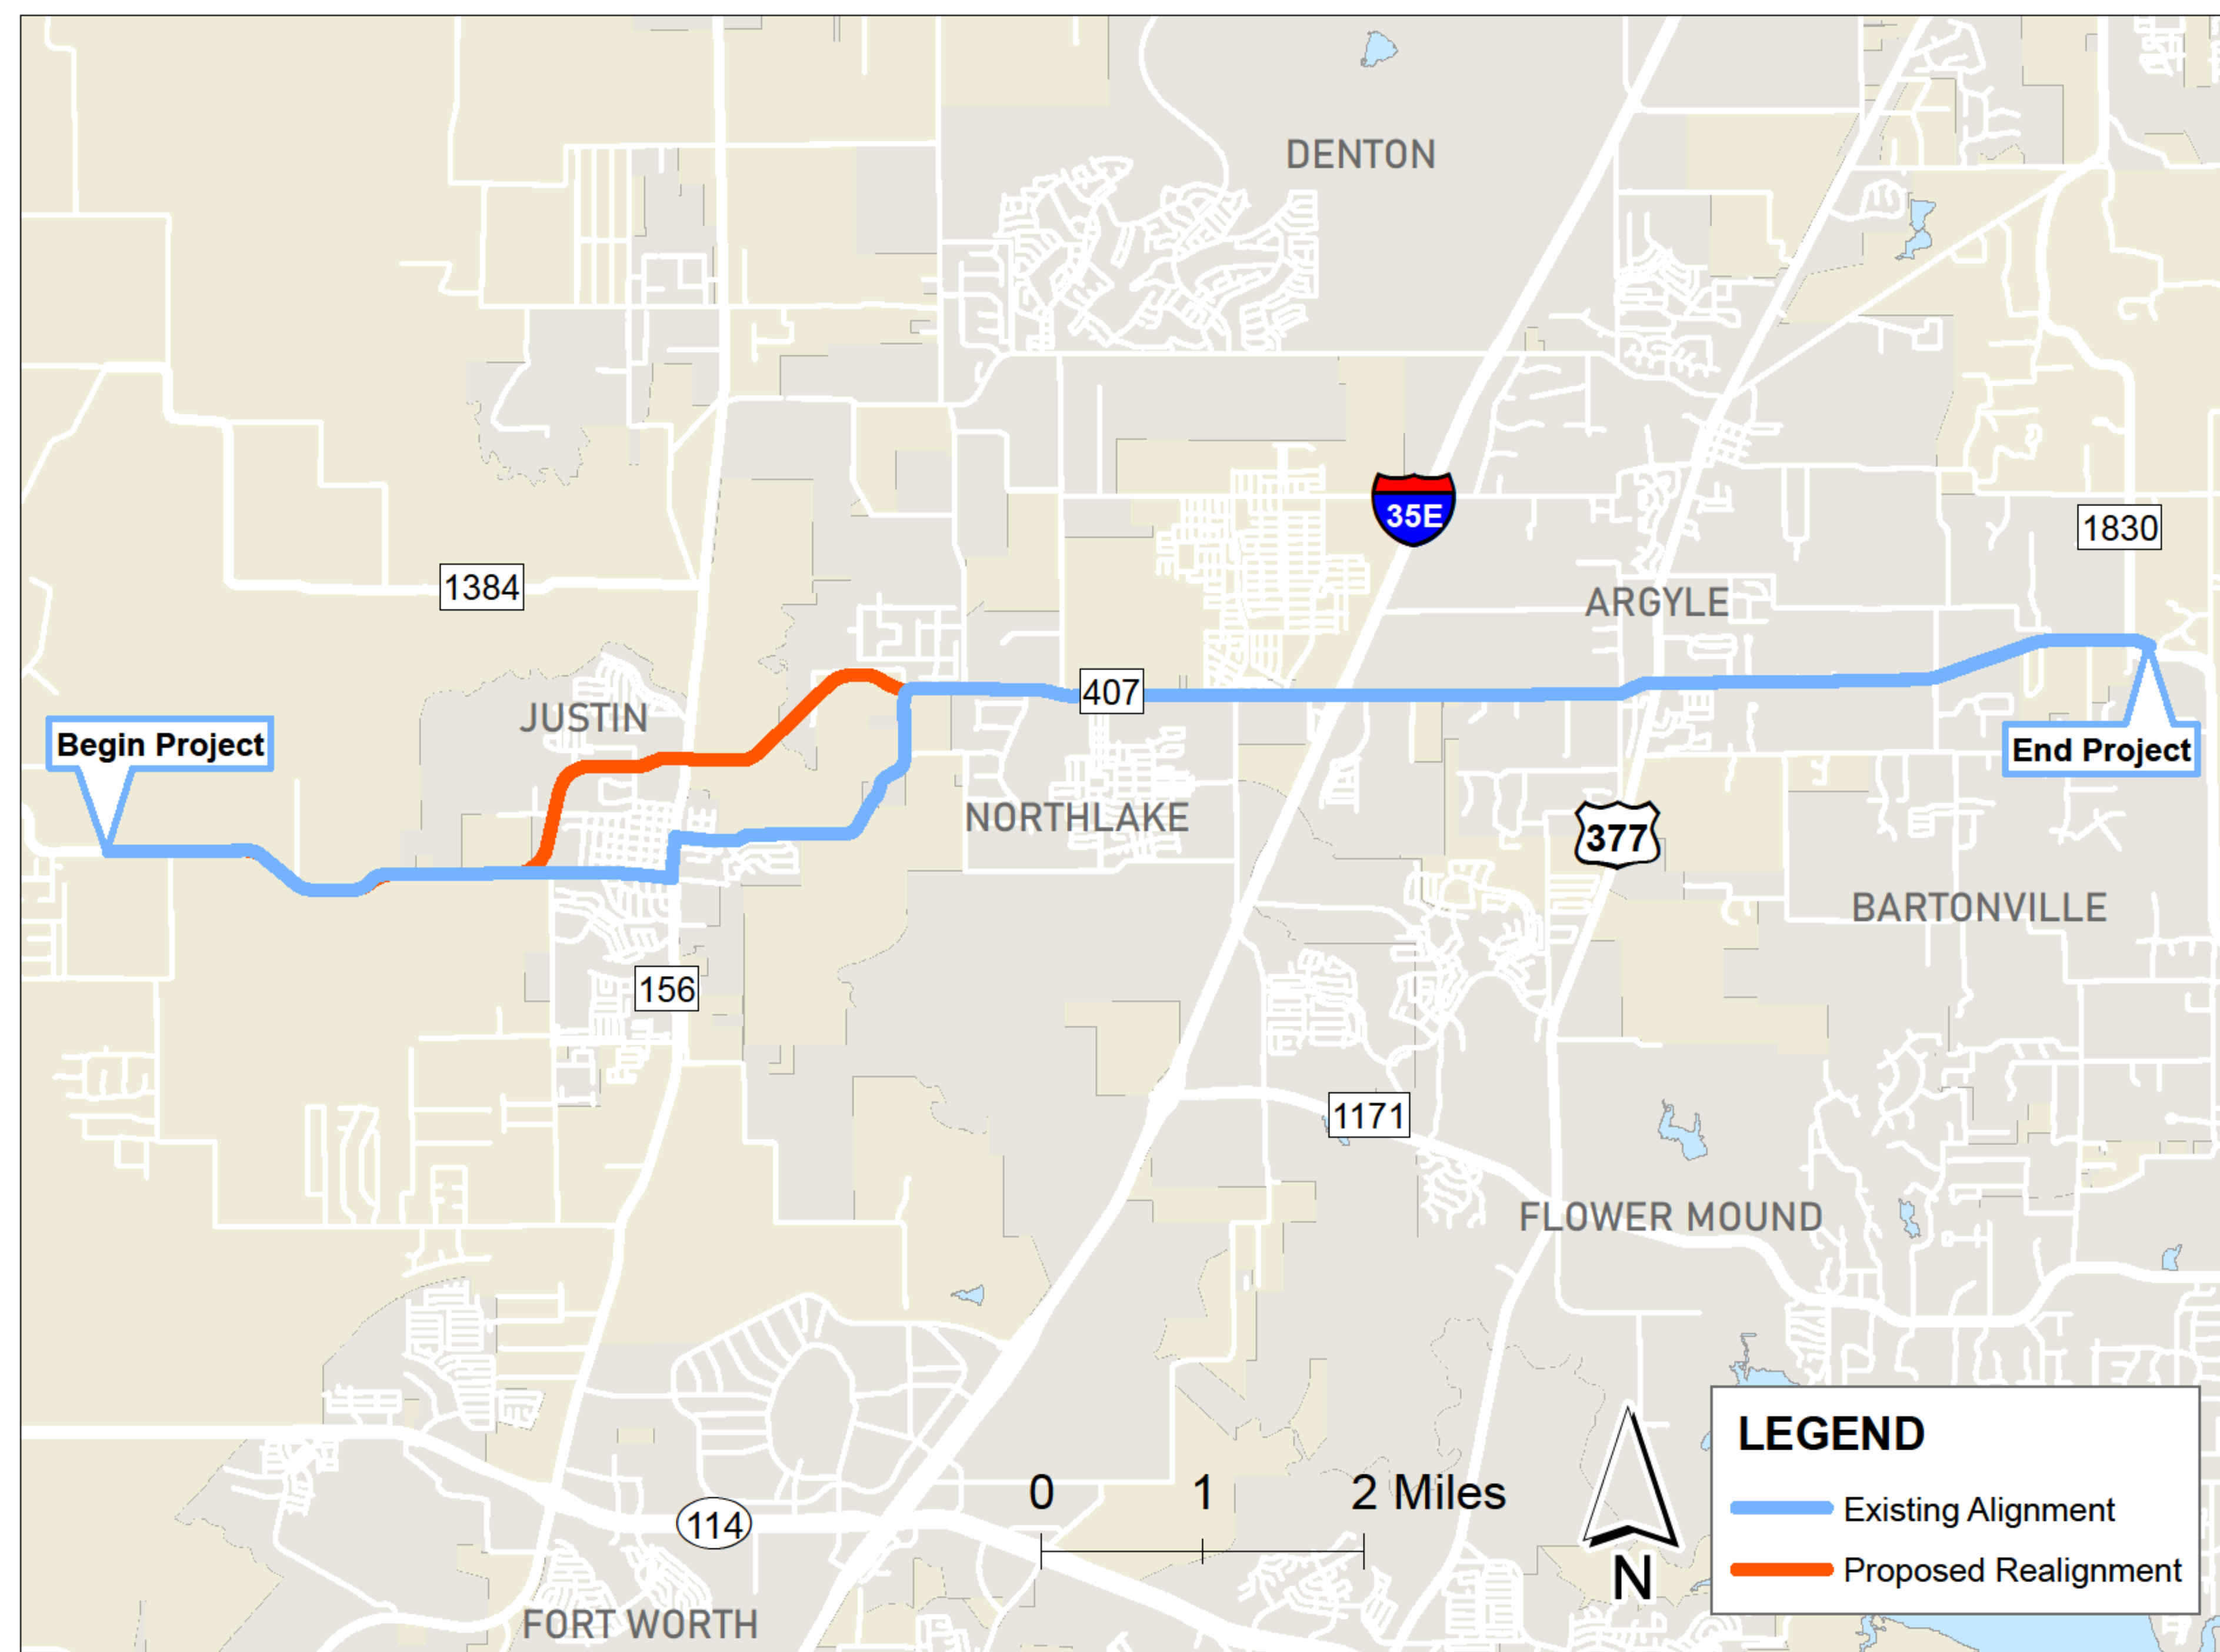 DENTON
35E
1830
1384
ARGYLE
407
JUSTIN
Begin Project
End Project
NORTHLAKE
377
BARTONVILLE
156
1171
FLOWER MOUND
LEGEND
0 1 2 Miles
Existing Alignment
114
Proposed Realignment
N
FORT WORTH